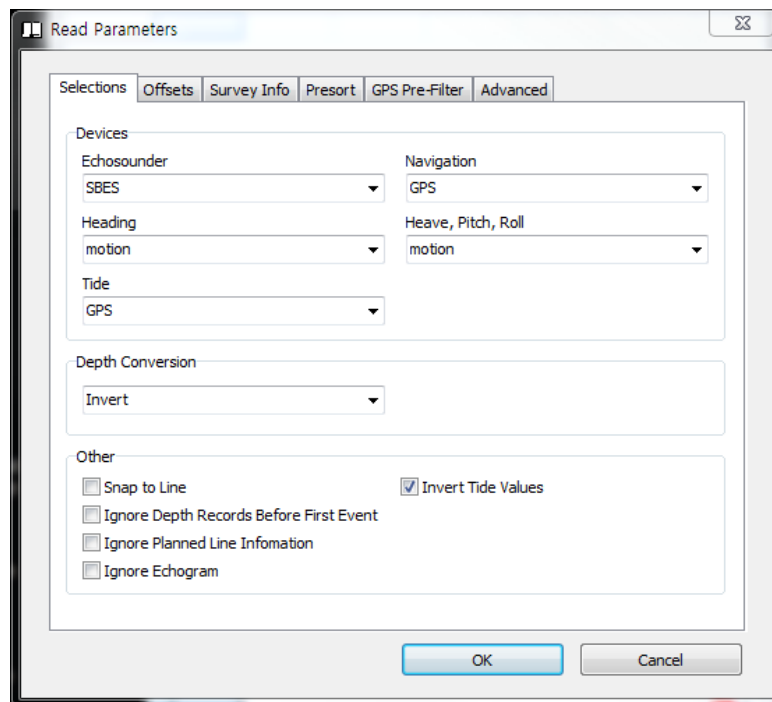 Read Parameters
Selections Offsets Survey Info Presort GPS Pre-Filter Advanced
Devices
Echosounder Navigation
SBES GPS
Heading Heave, Pitch, Roll
motion motion
Tide
GPS
Depth Conversion
Invert
Other
Snap to Line Invert Tide Values
Ignore Depth Records Before First Event
Ignore Planned Line Infomation
Ignore Echogram
OK Cancel